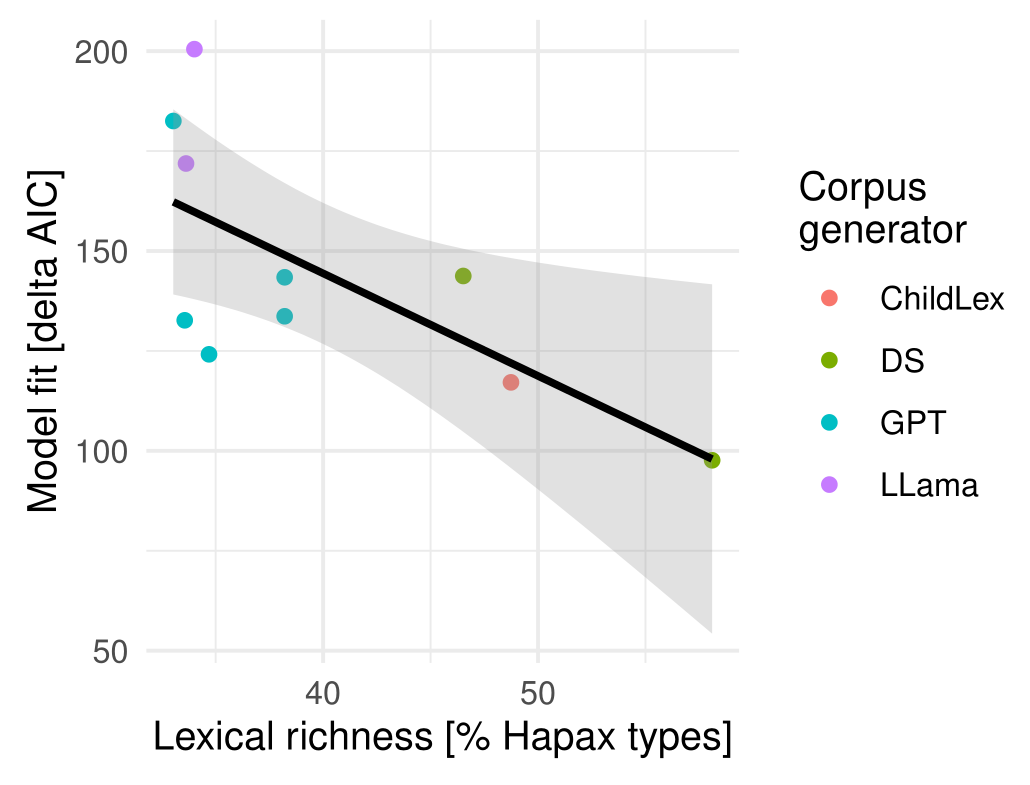 200
150
100
50
40
50
Model fit [delta AIC]
Lexical richness [% Hapax types]
Corpus
generator
ChildLex
DS
GPT
LLama